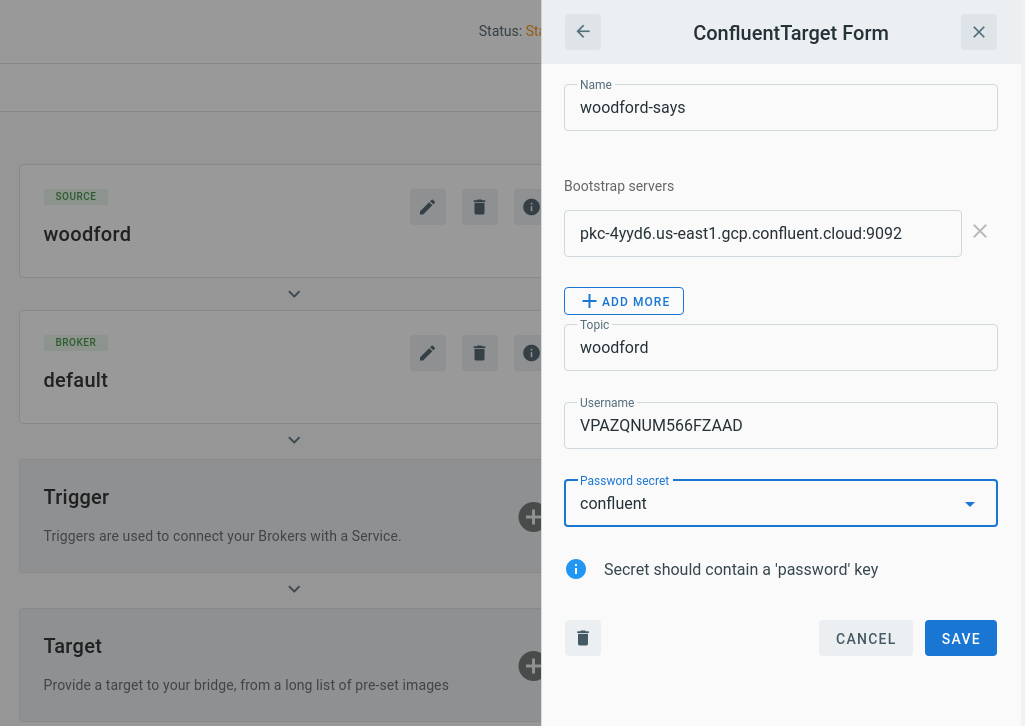 Status: Sta
SOURCE
woodford
BROKER
default
Trigger
Triggers are used to connect your Brokers with a Service.
Target
Provide a target to your bridge, from a long list of pre-set images
ConfluentTarget Form
Name
woodford-says
Bootstrap servers
pkc-4yyd6.us-east1.gcp.confluent.cloud:9092
ADD MORE
Topic
woodford
Username
VPAZQNUM566FZAAD
Password secret
confluent
Secret should contain a 'password' key
CANCEL
SAVE